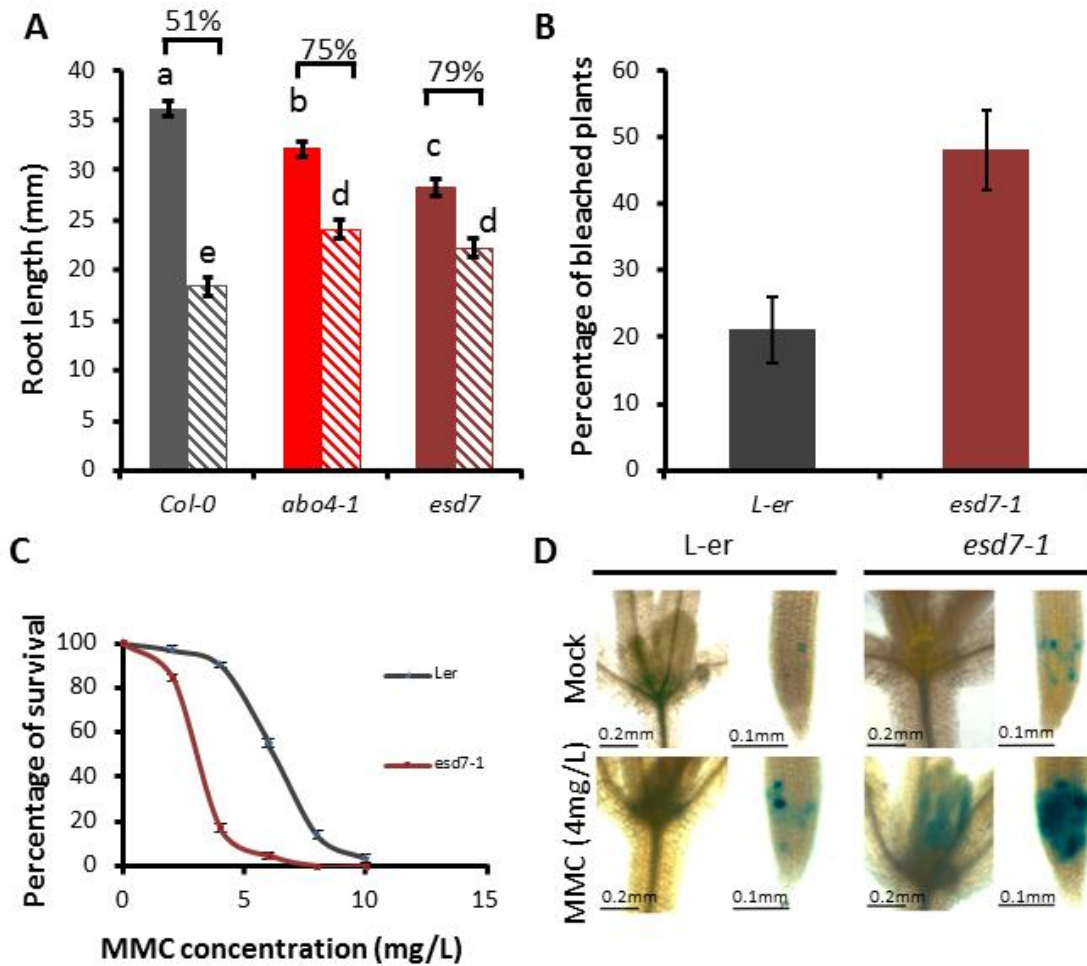 A
51%
75%
79%
Root length (mm)
40
35
30
25
20
15
10
5
0
a
e
b
d
c
d
Col-0
abo4-1
esd7
B
Percentage of bleached plants
60
50
40
30
20
10
0
L-er
esd7-1
C
Percentage of survival
100
80
60
40
20
0
Ler
esd7-1
0
5
10
15
MMC concentration (mg/L)
D
L-er
esd7-1
Mock
0.2mm
0.1mm
0.2mm
0.1mm
MMC (4mg/L)
0.2mm
0.1mm
0.2mm
0.1mm